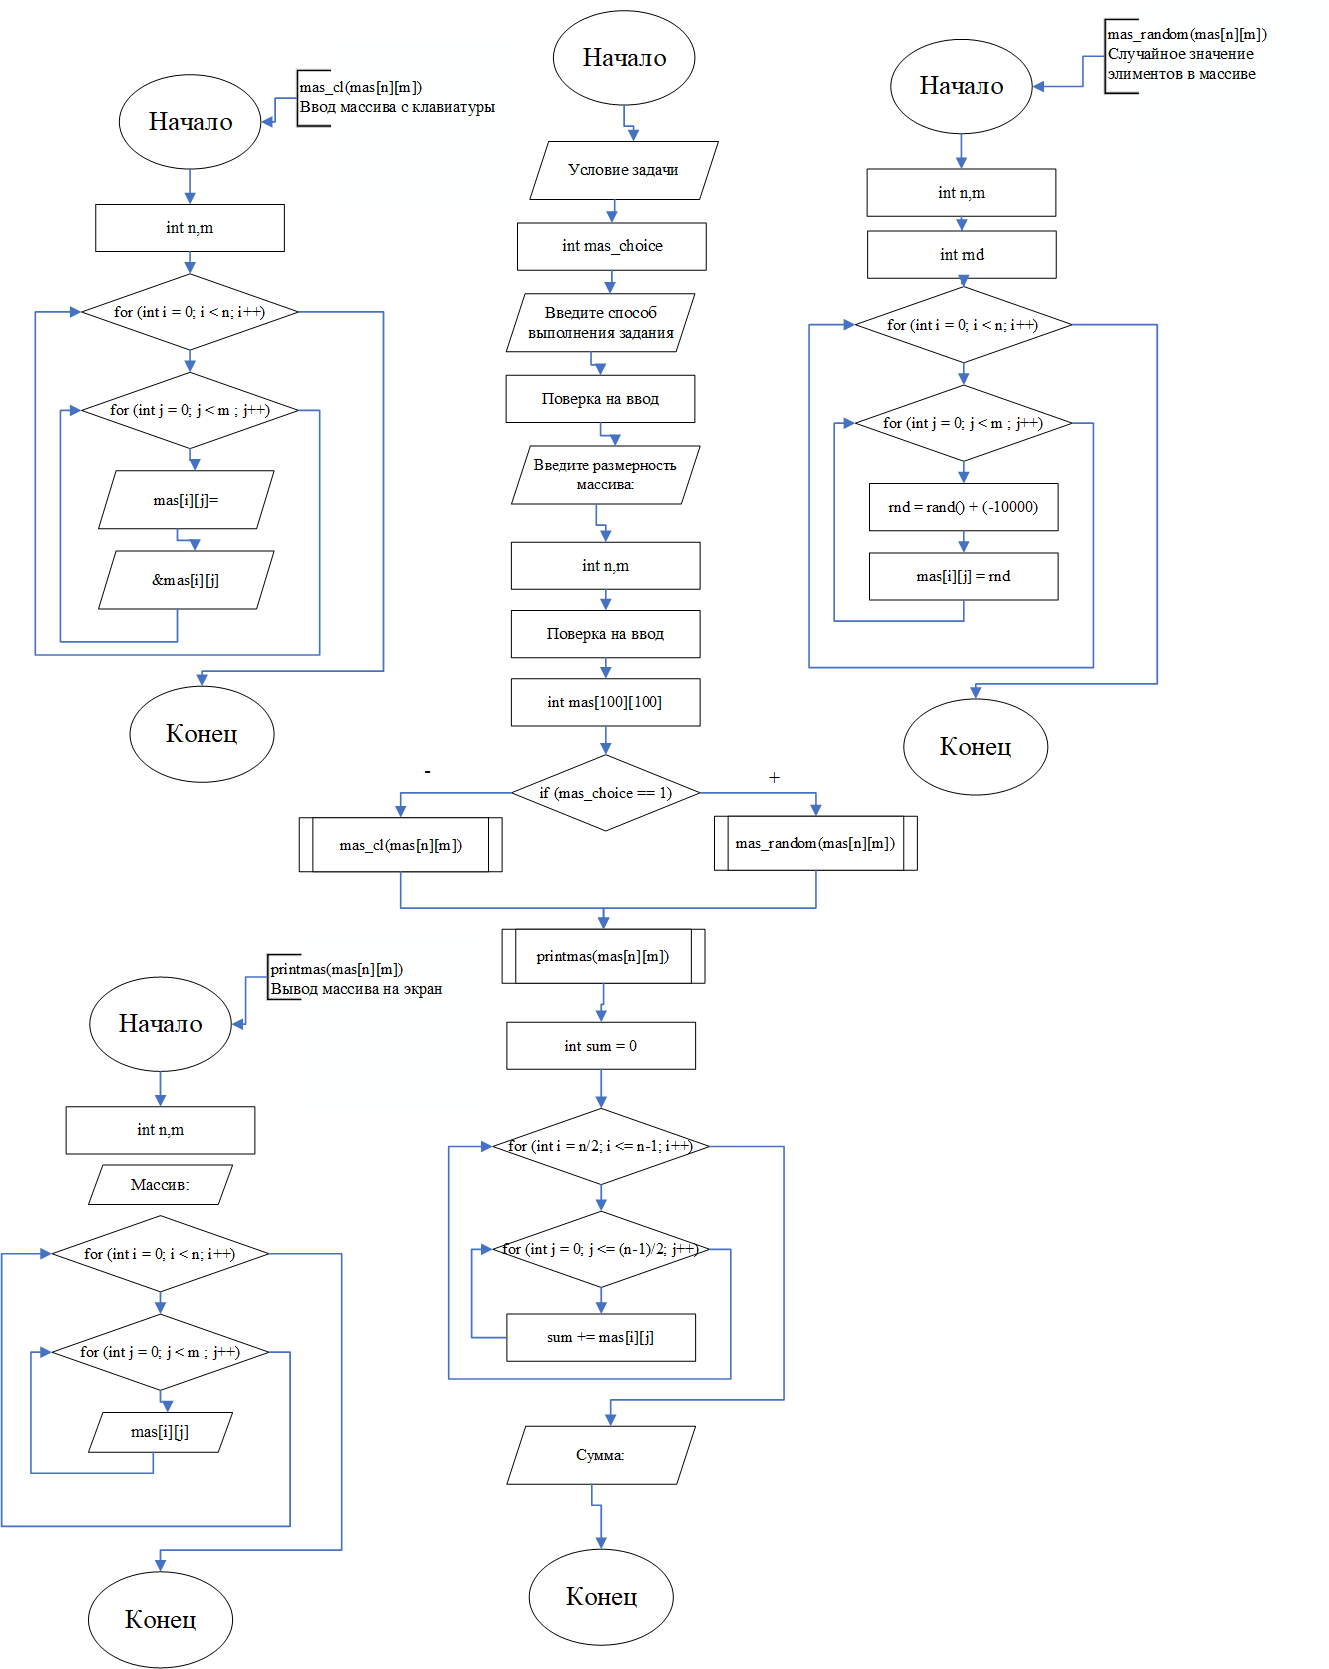 Начало
mas_cl(mas[n][m])
Ввод массива с клавиатуры
int n,m
for (int i = 0; i < n; i++)
for (int j = 0; j < m ; j++)
mas[i][j]=
&mas[i][j]
Конец
Начало
Условие задачи
int mas_choice
Введите способ
выполнения задания
Поверка на ввод
Введите размерность
массива:
int n,m
Поверка на ввод
int mas[100][100]
if (mas_choice == 1)
-
+
mas_cl(mas[n][m])
mas_random(mas[n][m])
printmas(mas[n][m])
int sum = 0
for (int i = n/2; i <= n-1; i++)
for (int j = 0; j <= (n-1)/2; j++)
sum += mas[i][j]
Сумма:
Конец
Начало
mas_random(mas[n][m])
Случайное значение
элиментов в массиве
int n,m
int rnd
for (int i = 0; i < n; i++)
for (int j = 0; j < m ; j++)
rnd = rand() + (-10000)
mas[i][j] = rnd
Конец
Начало
printmas(mas[n][m])
Вывод массива на экран
int n,m
Массив:
for (int i = 0; i < n; i++)
for (int j = 0; j < m ; j++)
mas[i][j]
Конец